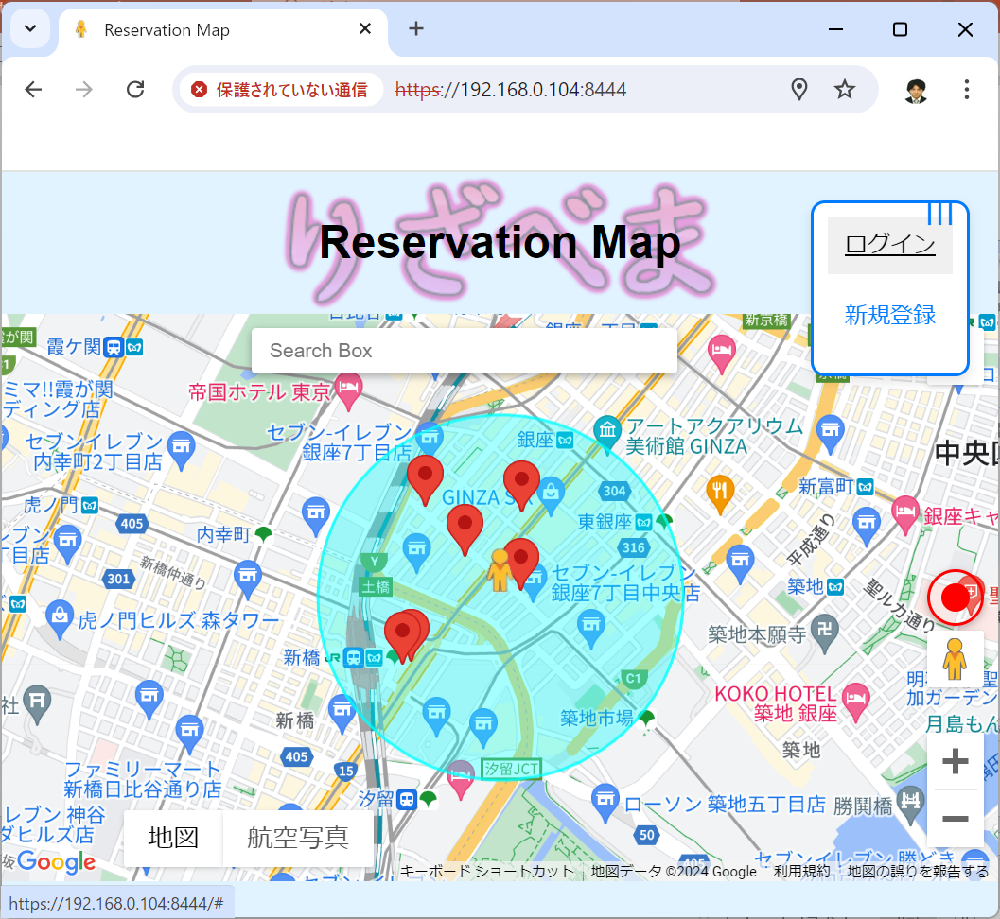 Reservation Map
保護されていない通信
https://192.168.0.104:8444
りざべま
Reservation Map
ログイン
新規登録
Search Box
新京橋
霞ケ関
帝国ホテル 東京
セブン-イレブン
銀座7丁目店
銀座
アートアクアリウム
美術館 GINZA
セブン-イレブン
内幸町2丁目店
虎ノ門
405
内幸町
GINZA S
304
東銀座
新富町
中央区
銀座キャ
平成通り
316
301
新橋仲通り
Y
土橋
セブン-イレブン
銀座7丁目中央店
築地
聖ルカ通り
虎ノ門ヒルズ 森タワー
新橋
JR
築地本願寺
C1
KOKO HOTEL
築地 銀座
加ガーデン
月島もん
新橋
築地市場
築地
405
15
ファミリーマート
新橋日比谷通り店
汐留JCT
汐留
ローソン 築地五丁目店
勝鬨橋
50
レブン 神谷
ダヒルズ店
セブン-イレブン 勝どき
地図
航空写真
Google
キーボード ショートカット
地図データ ©2024 Google
利用規約
地図の誤りを報告する
https://192.168.0.104:8444/#